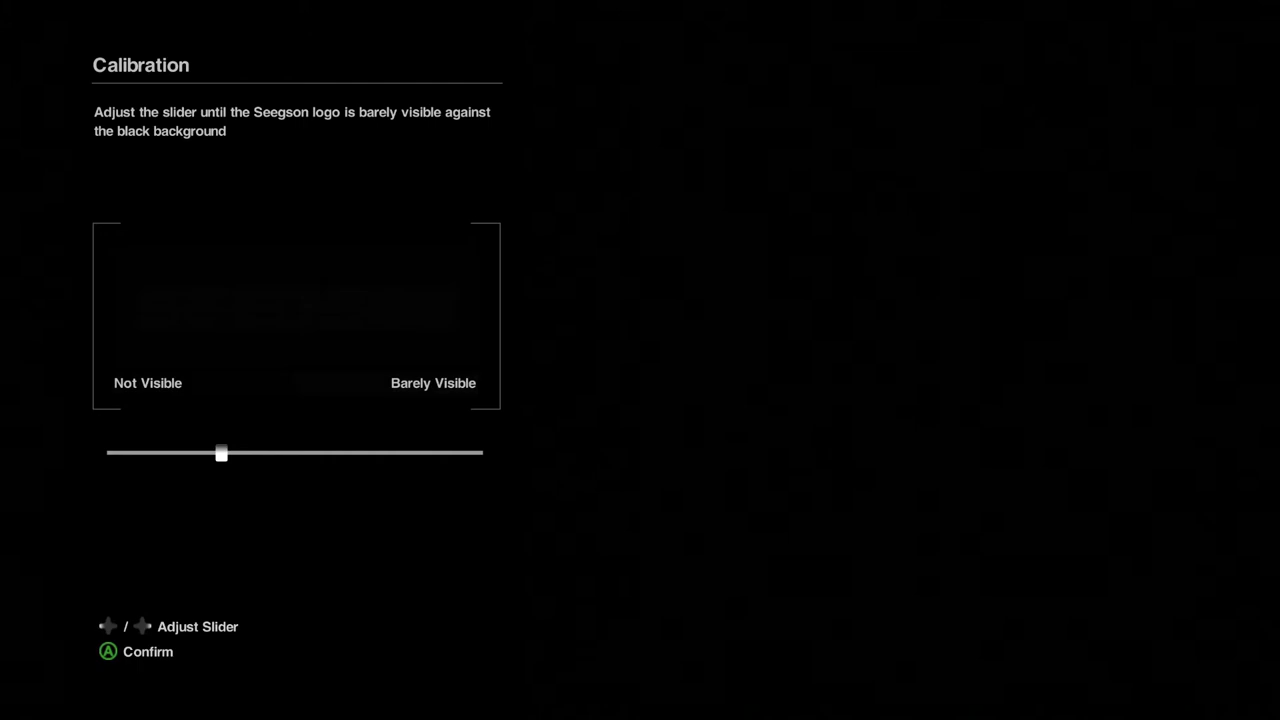 Calibration
Adjust the slider until the Seegson logo is barely visible against
the black background
Not Visible
Barely Visible
/ Adjust Slider
A Confirm